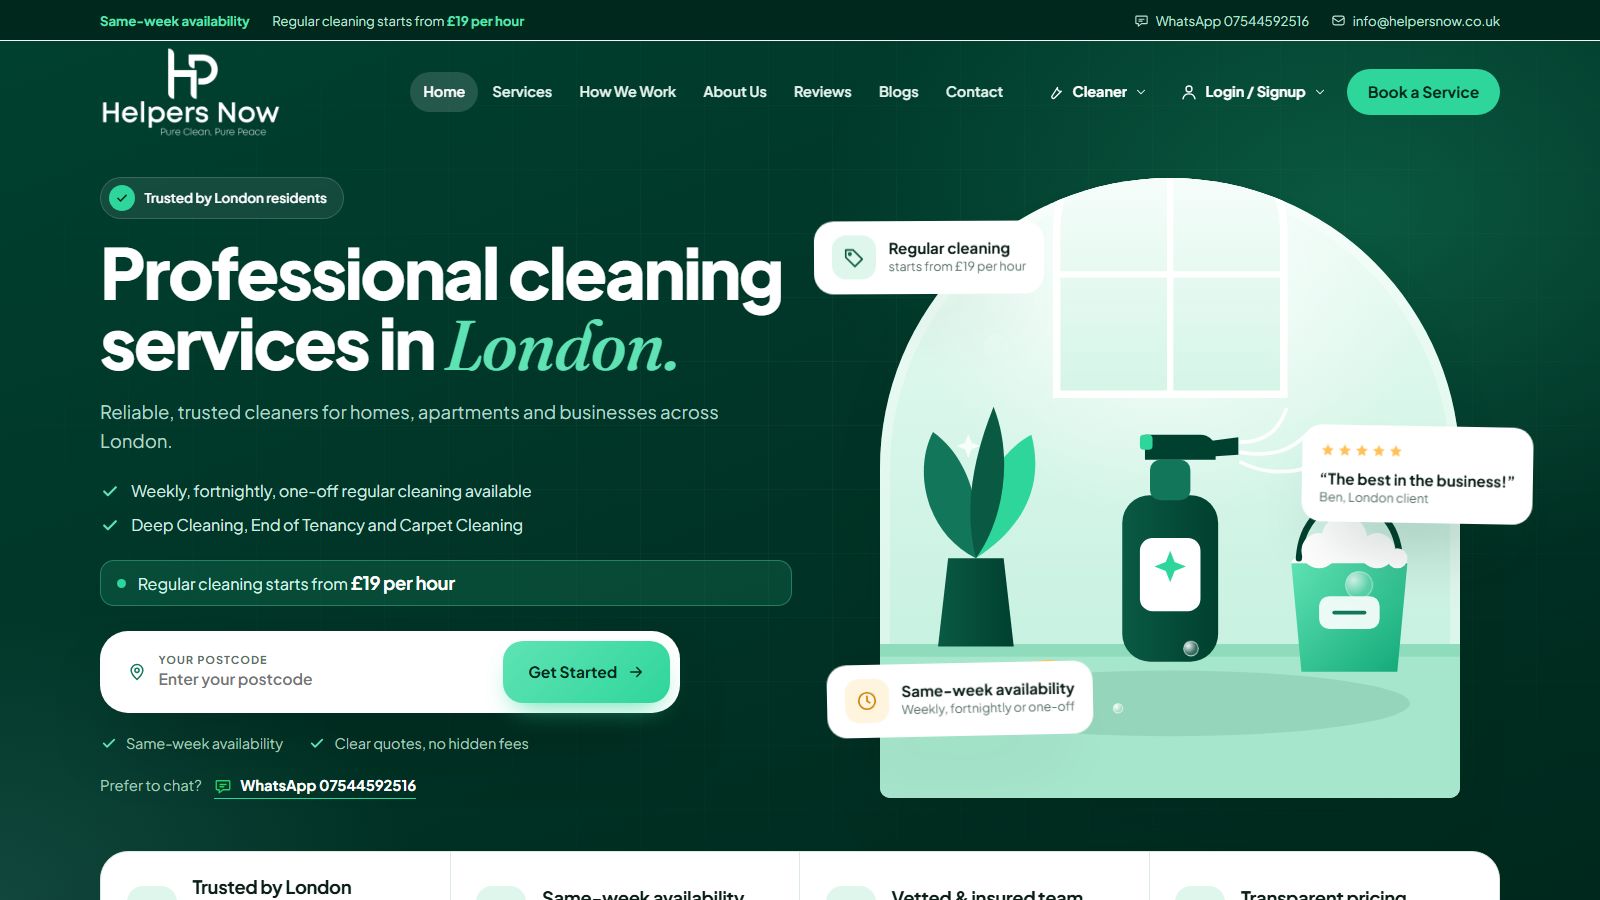 Same-week availability
Regular cleaning starts from £19 per hour
WhatsApp 07544592516
info@helpersnow.co.uk
HP
Helpers Now
Pure Clean, Pure Peace
Home
Services
How We Work
About Us
Reviews
Blogs
Contact
Cleaner
Login / Signup
Book a Service
Trusted by London residents
Professional cleaning
services in London.
Reliable, trusted cleaners for homes, apartments and businesses across
London.
Weekly, fortnightly, one-off regular cleaning available
Deep Cleaning, End of Tenancy and Carpet Cleaning
Regular cleaning starts from £19 per hour
YOUR POSTCODE
Enter your postcode
Get Started
Same-week availability
Clear quotes, no hidden fees
Prefer to chat?
WhatsApp 07544592516
Regular cleaning
starts from £19 per hour
“The best in the business!”
Ben, London client
Same-week availability
Weekly, fortnightly or one-off
Trusted by London
Same-week availability
Vetted & insured team
Transparent pricing